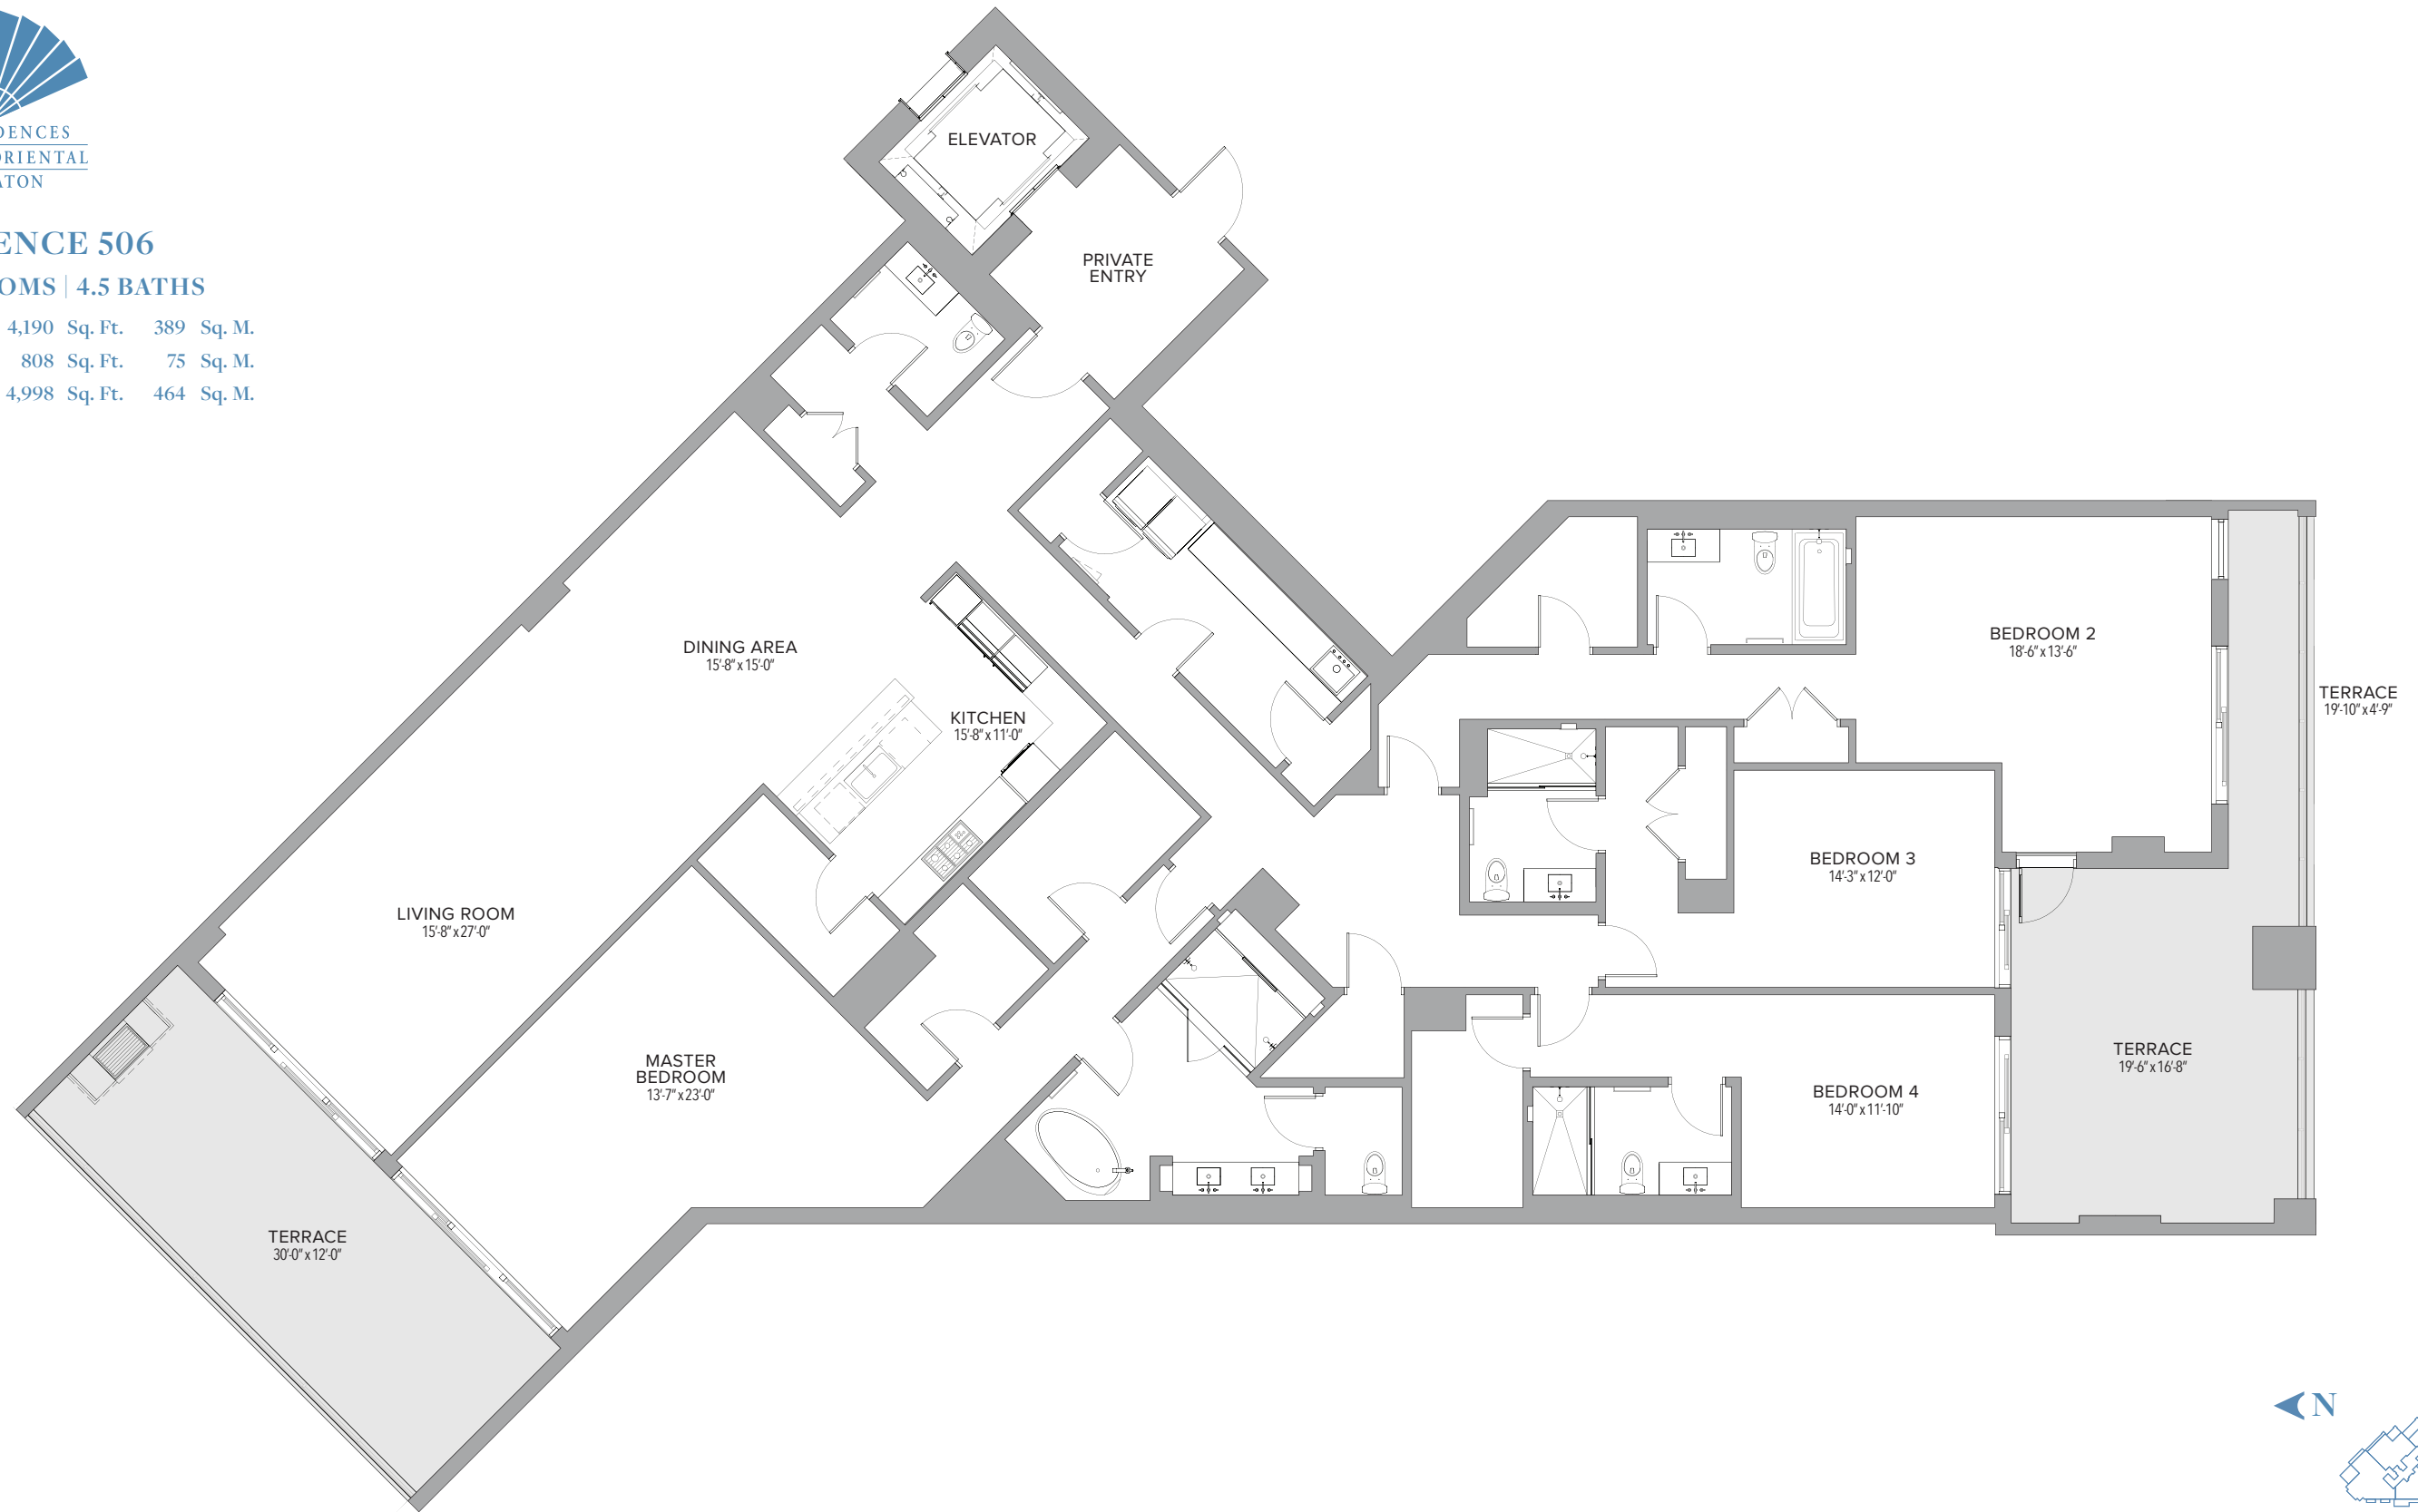 DENCES
ORIENTAL
ATON
ENCE 506
OMS | 4.5 BATHS
4,190 Sq. Ft. 389 Sq. M.
808 Sq. Ft. 75 Sq. M.
4,998 Sq. Ft. 464 Sq. M.
ELEVATOR
PRIVATE
ENTRY
DINING AREA
15'-8" x 15'-0"
KITCHEN
15'-8" x 11'-0"
LIVING ROOM
15'-8" x 27'-0"
MASTER
BEDROOM
13'-7" x 23'-0"
TERRACE
30'-0" x 12'-0"
BEDROOM 2
18'-6" x 13'-6"
TERRACE
19'-10" x 4'-9"
BEDROOM 3
14'-3" x 12'-0"
BEDROOM 4
14'-0" x 11'-10"
TERRACE
19'-6" x 16'-8"
N